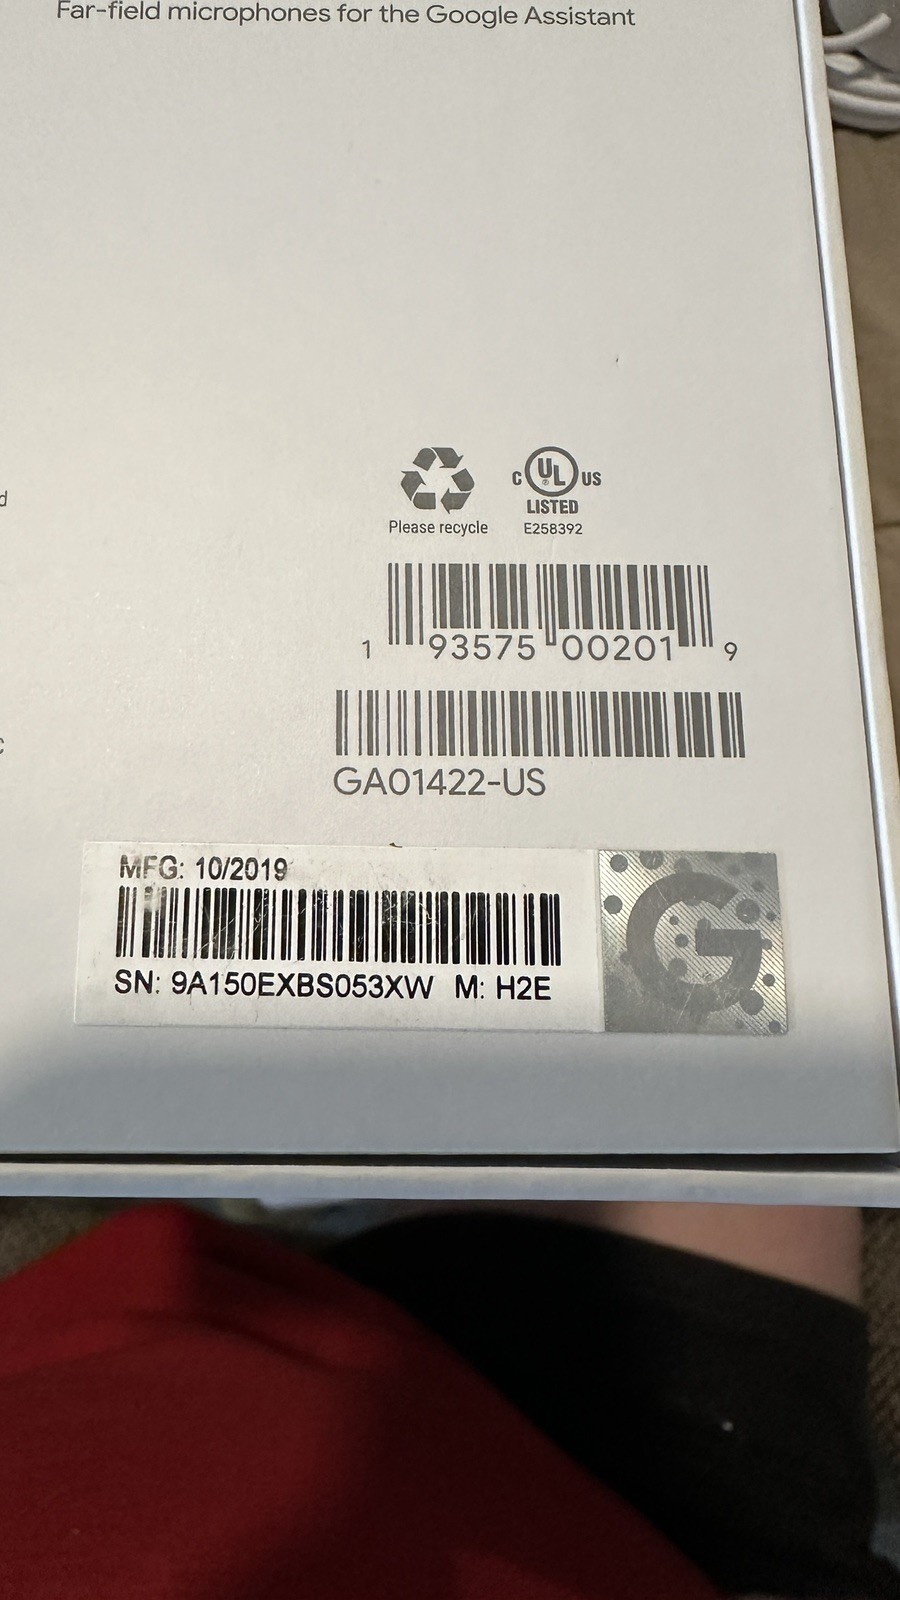 Far-field microphones for the Google Assistant
d
c UL US
®
LISTED
Please recycle E258392
1 93575 00201 9
GA01422-US
MFG: 10/2019
SN: 9A150EXBS053XW M: H2E
G